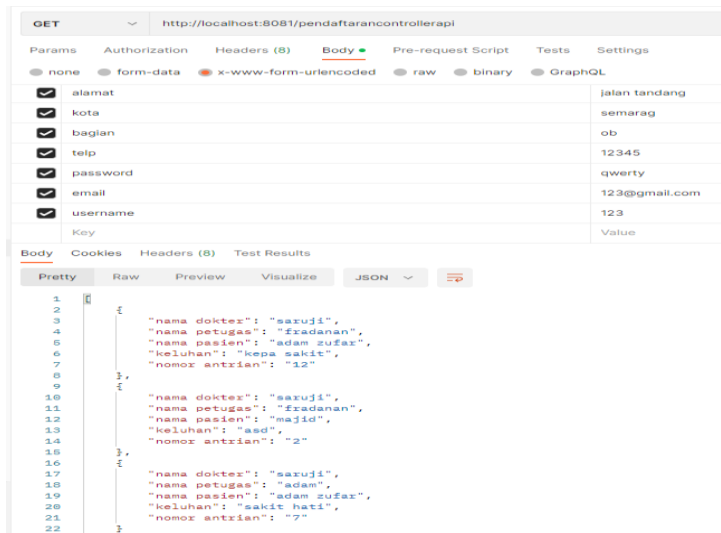 GET http://localhost:8081/pendaftarancontrollerapi
Params Authorization Headers (8) Body Pre-request Script Tests Settings
none form-data x-www-form-urlencoded raw binary GraphQL
alamat jalan tandang
kota semarag
bagian ob
telp 12345
password qwerty
email 123@gmail.com
username 123
Key Value
Body Cookies Headers (8) Test Results
Pretty Raw Preview Visualize JSON
1 [
2 {
3 "nama dokter": "saruji",
4 "nama petugas": "fradanan",
5 "nama pasien": "adam zufar",
6 "keluhan": "kepa sakit",
7 "nomor antrian": "12"
8 },
9 {
10 "nama dokter": "saruji",
11 "nama petugas": "fradanan",
12 "nama pasien": "majid",
13 "keluhan": "asd",
14 "nomor antrian": "2"
15 },
16 {
17 "nama dokter": "saruji",
18 "nama petugas": "adam",
19 "nama pasien": "adam zufar",
20 "keluhan": "sakit hati",
21 "nomor antrian": "7"
22 }